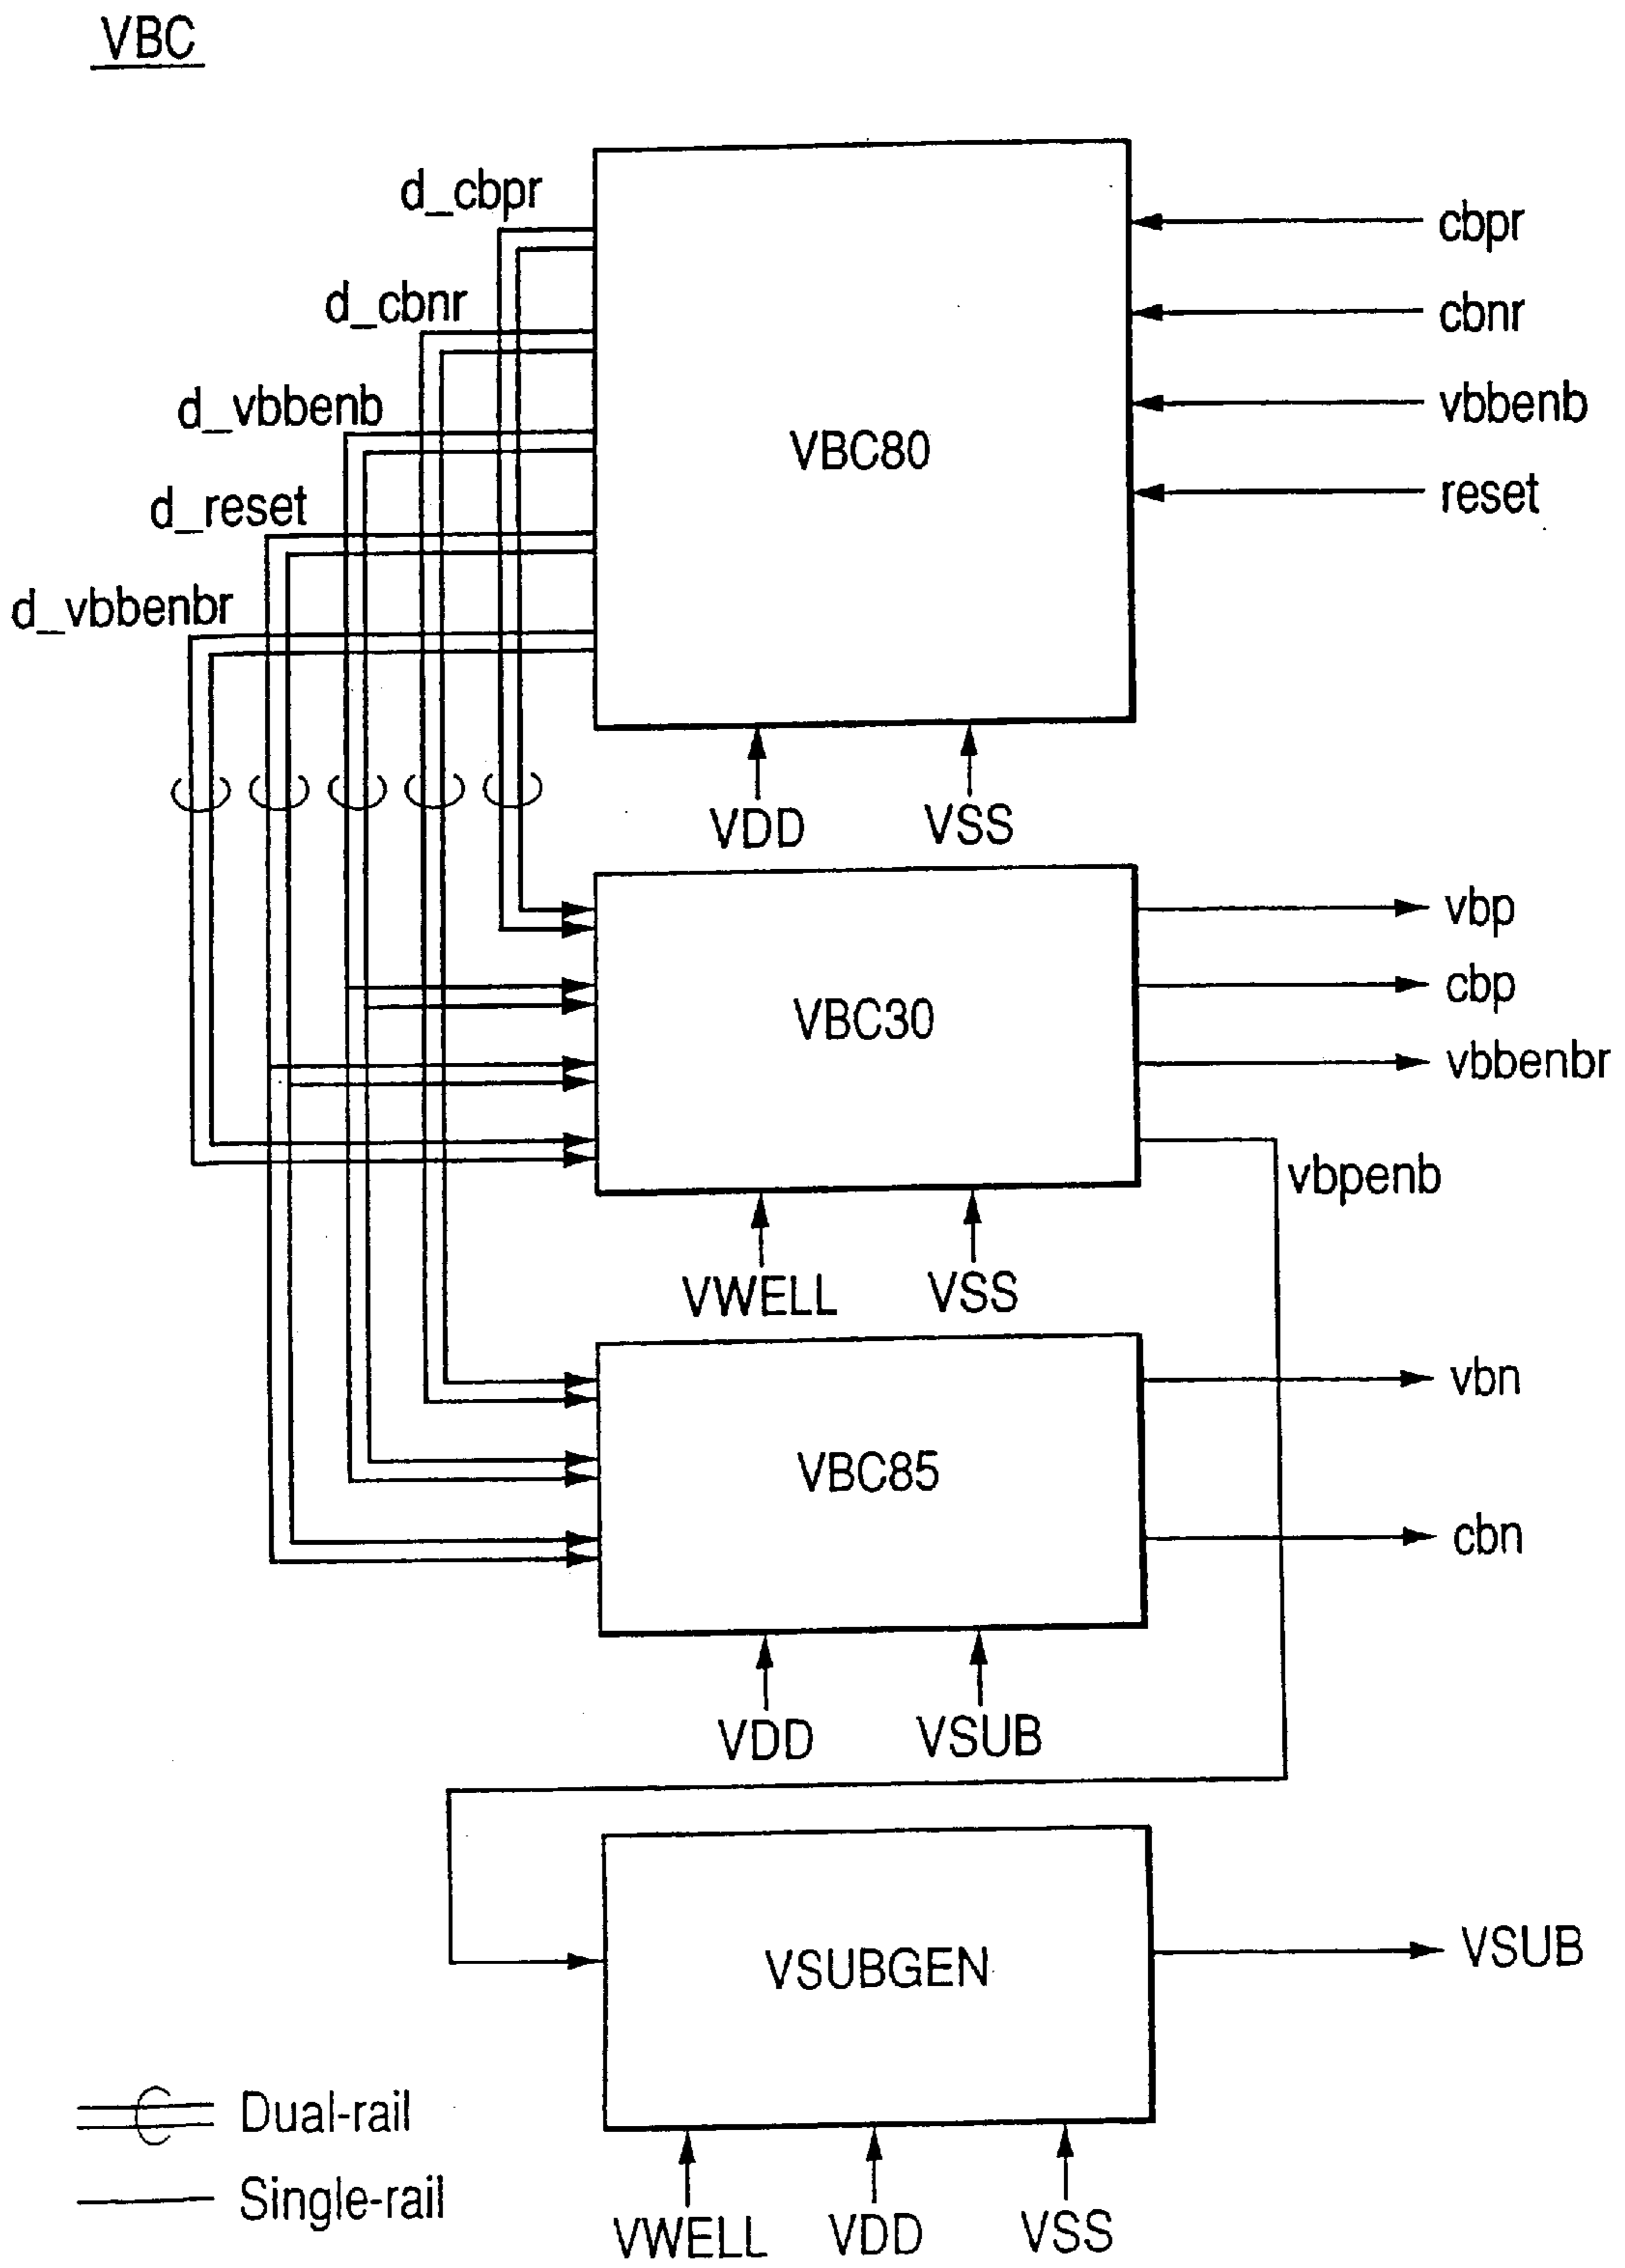 VBC
d_cbpr
cbpr
d_cbnr
cbnr
d_vbbenb
vbbenb
VBC80
d_reset
reset
d_vbbenbr
VDD
VSS
vbp
cbp
VBC30
vbbenbr
vbpenb
VWELL
VSS
vbn
VBC85
cbn
VDD
VSUB
VSUBGEN
VSUB
Dual-rail
Single-rail
VWELL
VDD
VSS